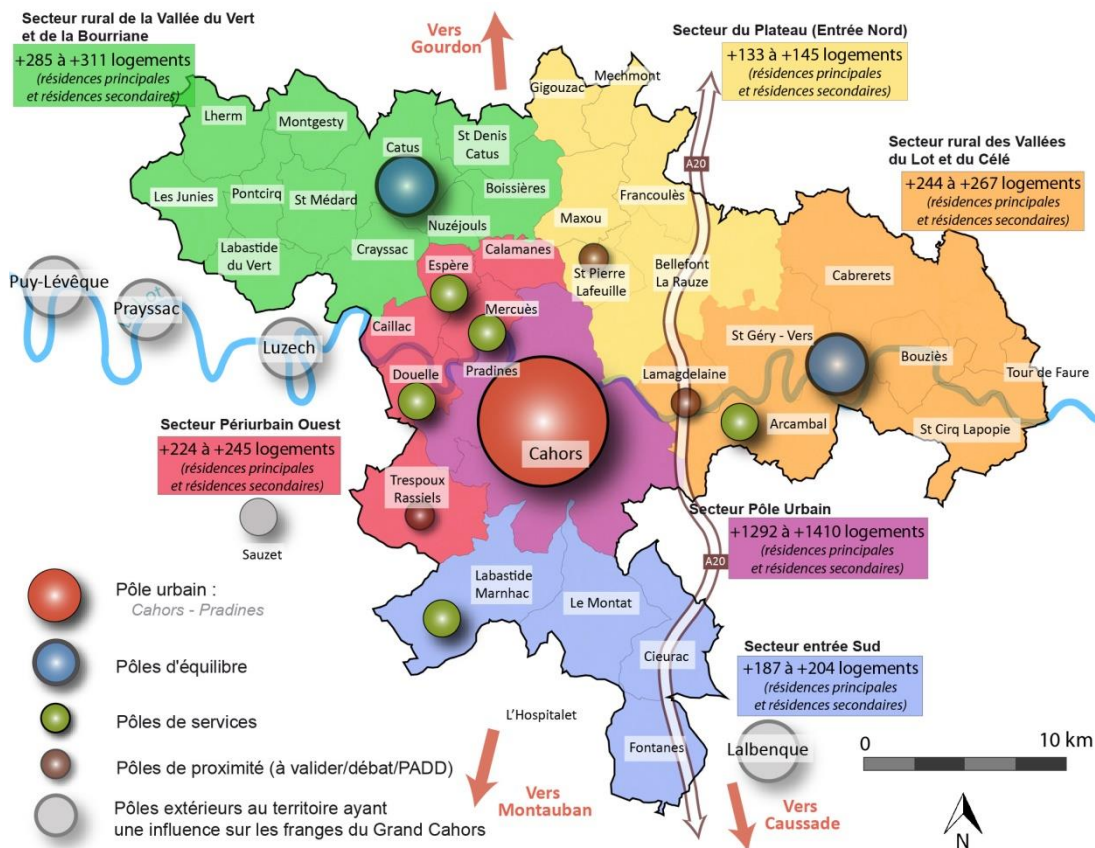 Secteur rural de la Vallée du Vert
et de la Bourriane
+285 à +311 logements
(résidences principales
et résidences secondaires)
Vers
Gourdon
Secteur du Plateau (Entrée Nord)
+133 à +145 logements
(résidences principales
et résidences secondaires)
Mechmont
Gigouzac
Lherm
Montgesty
St Denis
Catus
Catus
A20
Secteur rural des Vallées
du Lot et du Célé
+244 à +267 logements
(résidences principales
et résidences secondaires)
Les Junies
Pontcirq
St Médard
Boissières
Francoulès
Maxou
Nuzéjouls
Labastide
du Vert
Crayssac
Calamanes
Espère
St Pierre
Lafeuille
Bellefont
La Rauze
Cabrerets
Puy-Lévêque
Prayssac
Luzech
Mercuès
Caillac
St Géry - Vers
Bouziès
Tour de Faure
Douelle
Pradines
Lamagdelaine
Arcambal
St Cirq Lapopie
Secteur Périurbain Ouest
+224 à +245 logements
(résidences principales
et résidences secondaires)
Cahors
Trespoux
Rassiels
Sauzet
Secteur Pôle Urbain
+1292 à +1410 logements
(résidences principales
et résidences secondaires)
A20
Labastide
Marnhac
Le Montat
Cieurac
Pôle urbain :
Cahors - Pradines
Pôles d'équilibre
Pôles de services
Pôles de proximité (à valider/débat/PADD)
Pôles extérieurs au territoire ayant
une influence sur les franges du Grand Cahors
Secteur entrée Sud
+187 à +204 logements
(résidences principales
et résidences secondaires)
L'Hospitalet
Fontanes
Lalbenque
Vers
Montauban
Vers
Caussade
0
10 km
N